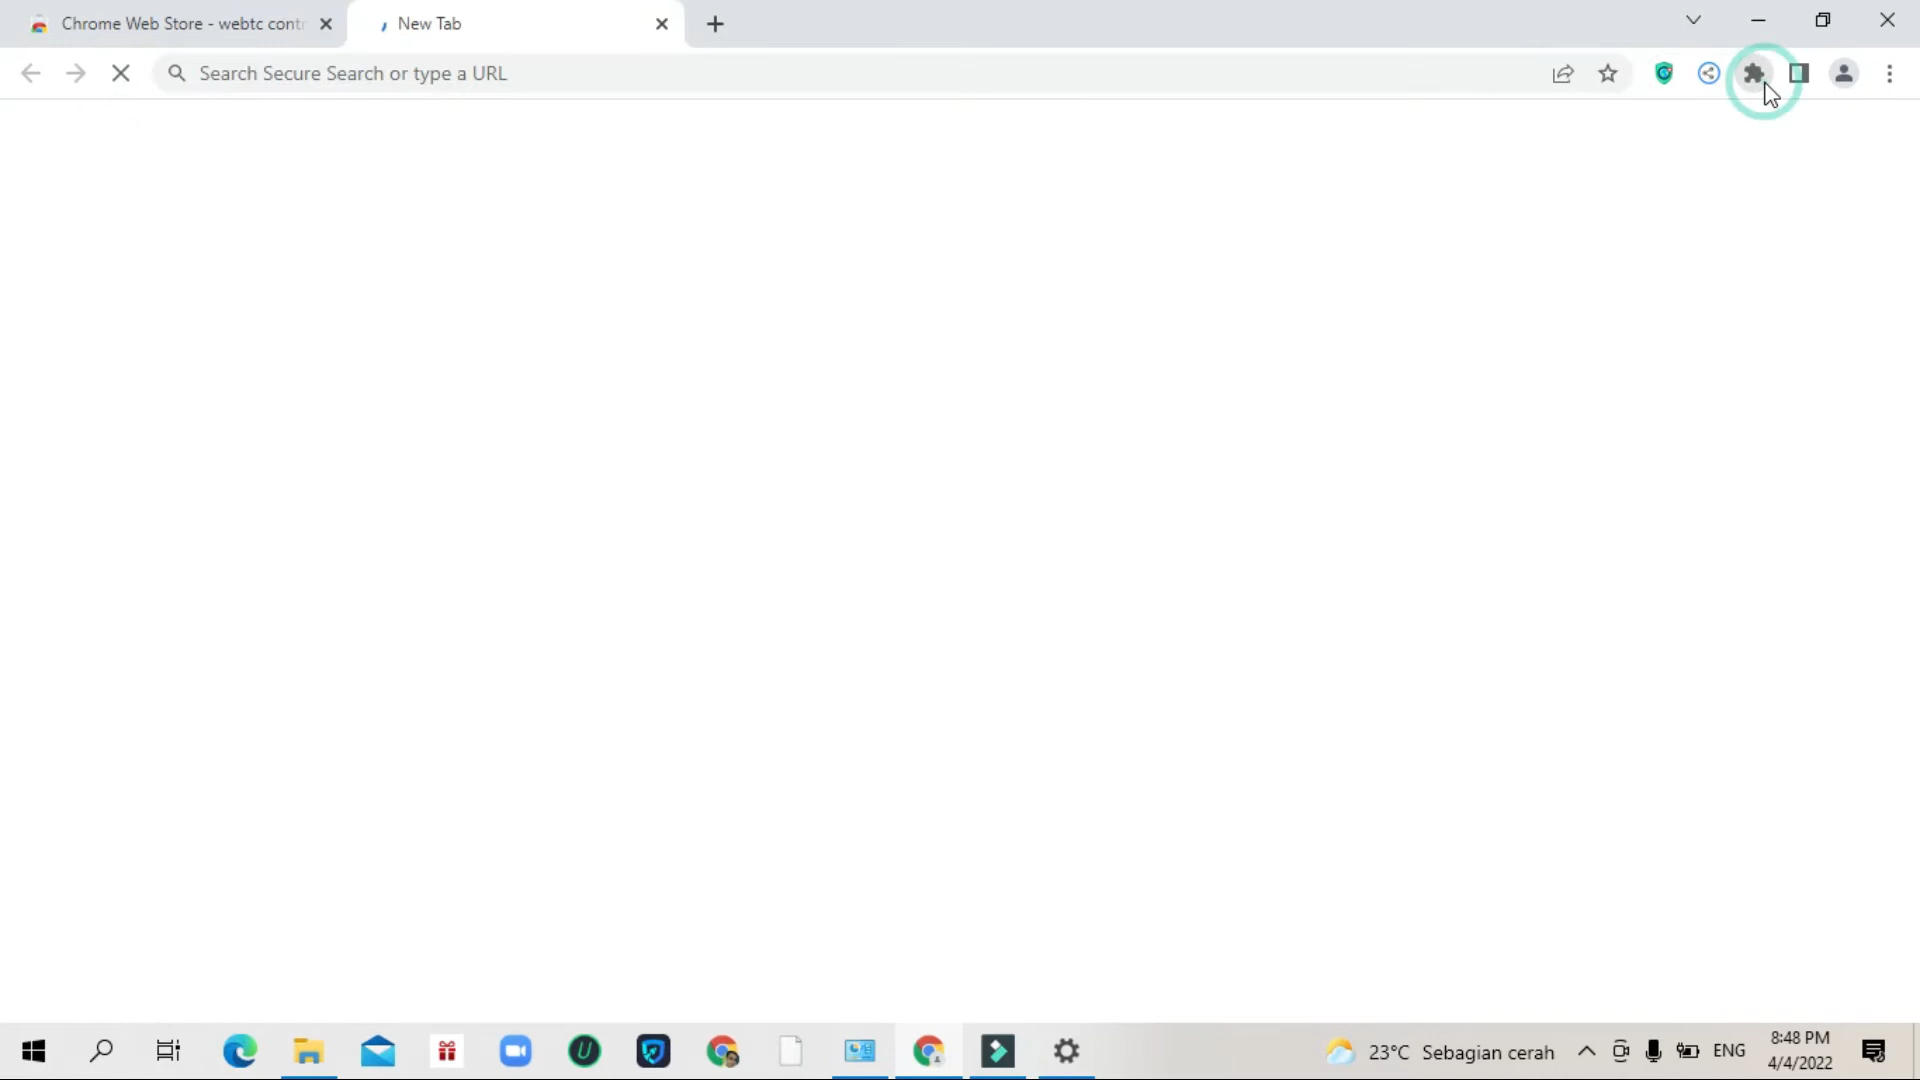 Chrome Web Store - webtc cont
New Tab
Search Secure Search or type a URL
23°C Sebagian cerah
ENG
8:48 PM
4/4/2022